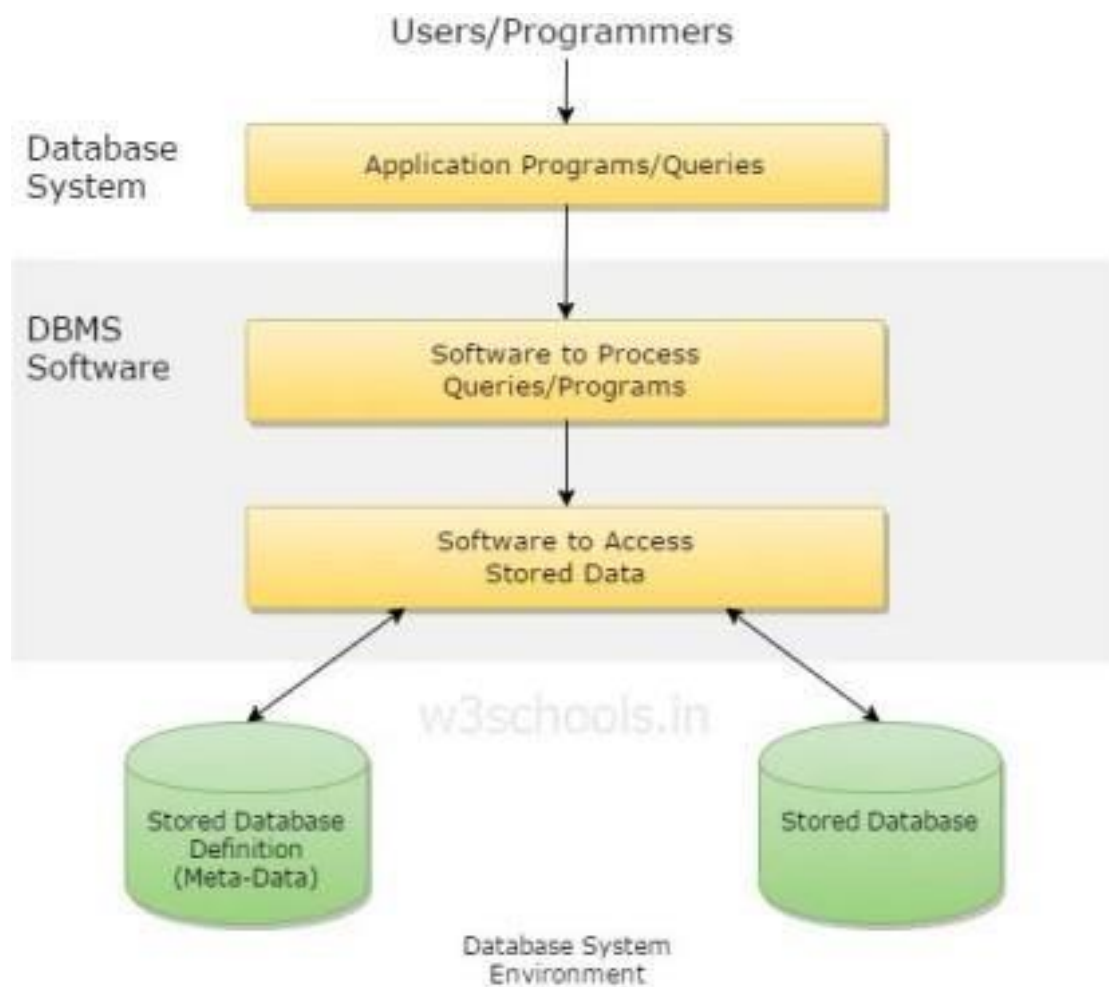 Users/Programmers
Database
System
Application Programs/Queries
DBMS
Software
Software to Process
Queries/Programs
Software to Access
Stored Data
w3schools.in
Stored Database
Definition
(Meta-Data)
Stored Database
Database System
Environment